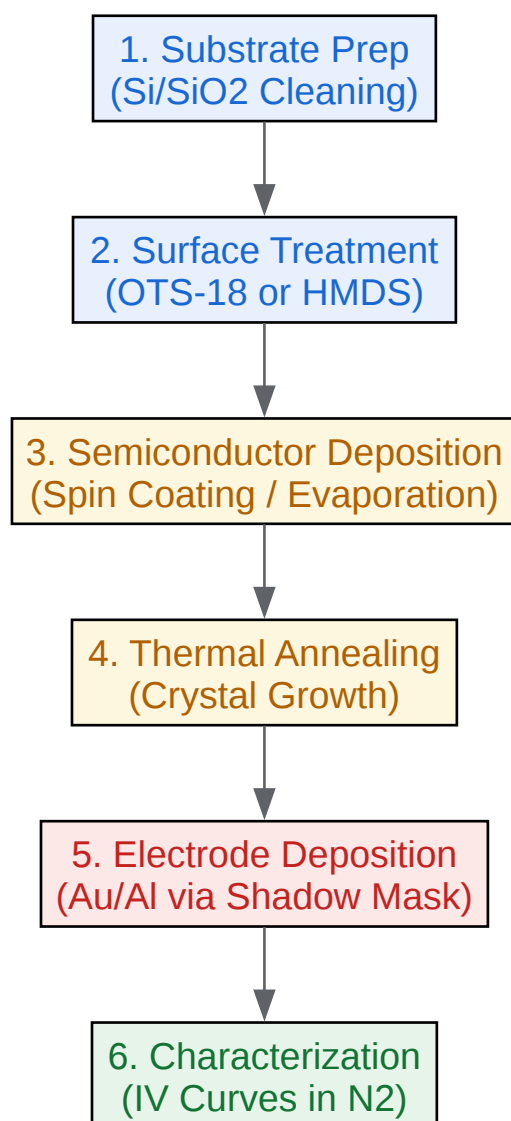 1. Substrate Prep
(Si/SiO2 Cleaning)
2. Surface Treatment
(OTS-18 or HMDS)
3. Semiconductor Deposition
(Spin Coating / Evaporation)
4. Thermal Annealing
(Crystal Growth)
5. Electrode Deposition
(Au/Al via Shadow Mask)
6. Characterization
(IV Curves in N2)